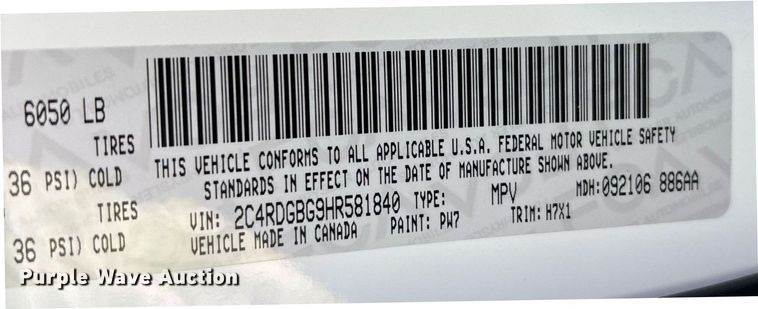 6050 LB
TIRES
THIS VEHICLE CONFORMS TO ALL APPLICABLE U.S.A. FEDERAL MOTOR VEHICLE SAFETY
36 PSI) COLD
STANDARDS IN EFFECT ON THE DATE OF MANUFACTURE SHOWN ABOVE.
TIRES
VIN: 2C4RDGBG9HR581840 TYPE: MPV MDH:092106 886AA
36 PSI) COLD
VEHICLE MADE IN CANADA PAINT: PW7 TRIM: H7X1
Purple Wave Auction